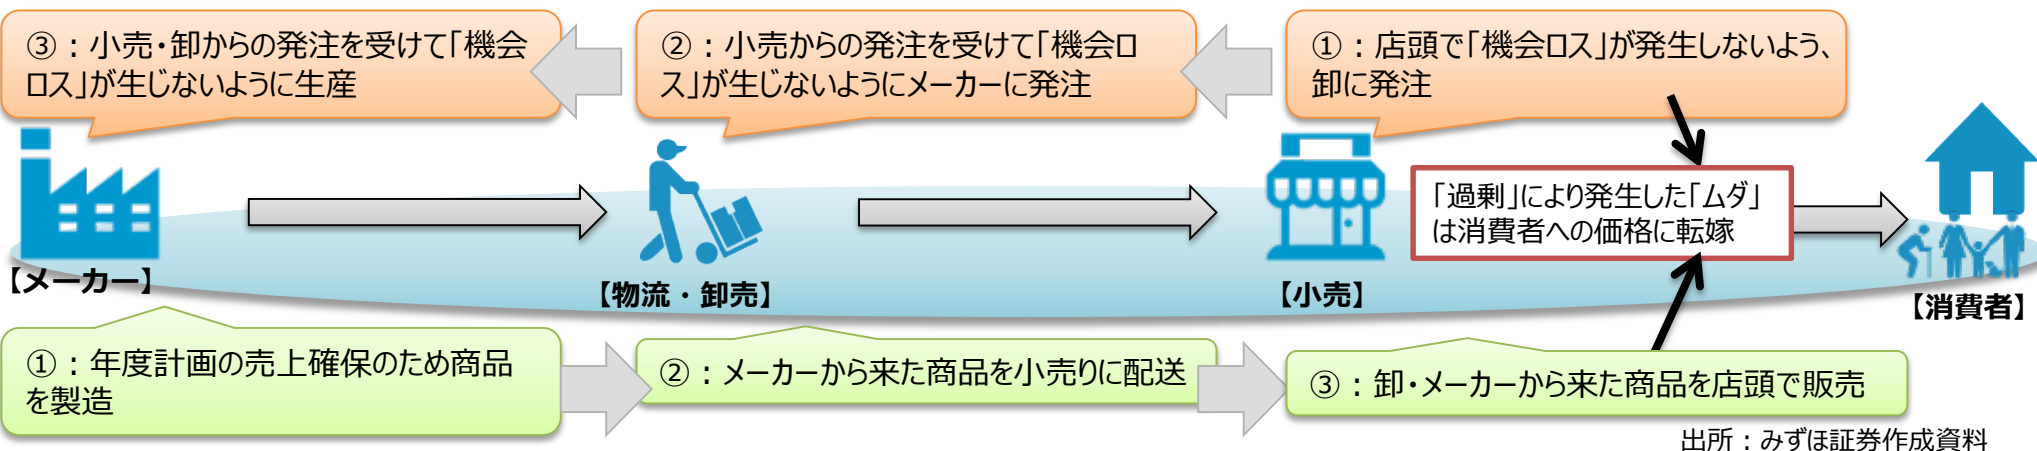 ③：小売・卸からの発注を受けて「機会
ロス」が生じないように生産
②：小売からの発注を受けて「機会ロ
ス」が生じないようにメーカーに発注
①：店頭で「機会ロス」が発生しないよう、
卸に発注
「過剰」により発生した「ムダ」
は消費者への価格に転嫁
【メーカー】
【物流・卸売】
【小売】
【消費者】
①：年度計画の売上確保のため商品
を製造
②：メーカーから来た商品を小売りに配送
③：卸・メーカーから来た商品を店頭で販売
出所：みずほ証券作成資料